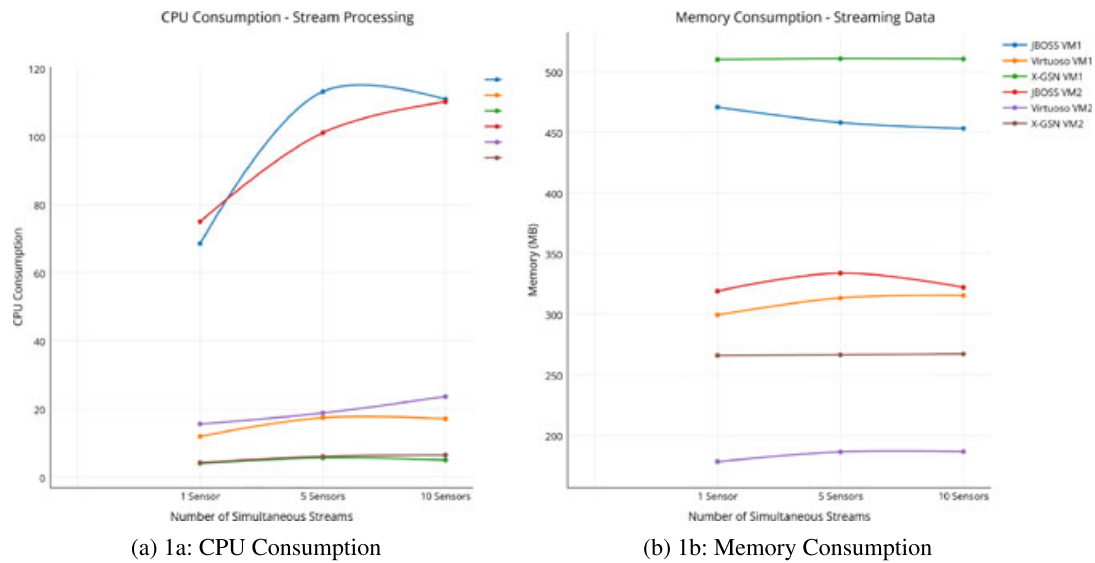 CPU Consumption - Stream Processing
120
100
80
60
40
20
0
CPU Consumption
1 Sensor
5 Sensors
10 Sensors
Number of Simultaneous Streams
(a) 1a: CPU Consumption
Memory Consumption - Streaming Data
500
450
400
350
300
250
200
Memory (MB)
1 Sensor
5 Sensors
10 Sensors
Number of Simultaneous Streams
JBOSS VM1
Virtuoso VM1
X-GSN VM1
JBOSS VM2
Virtuoso VM2
X-GSN VM2
(b) 1b: Memory Consumption